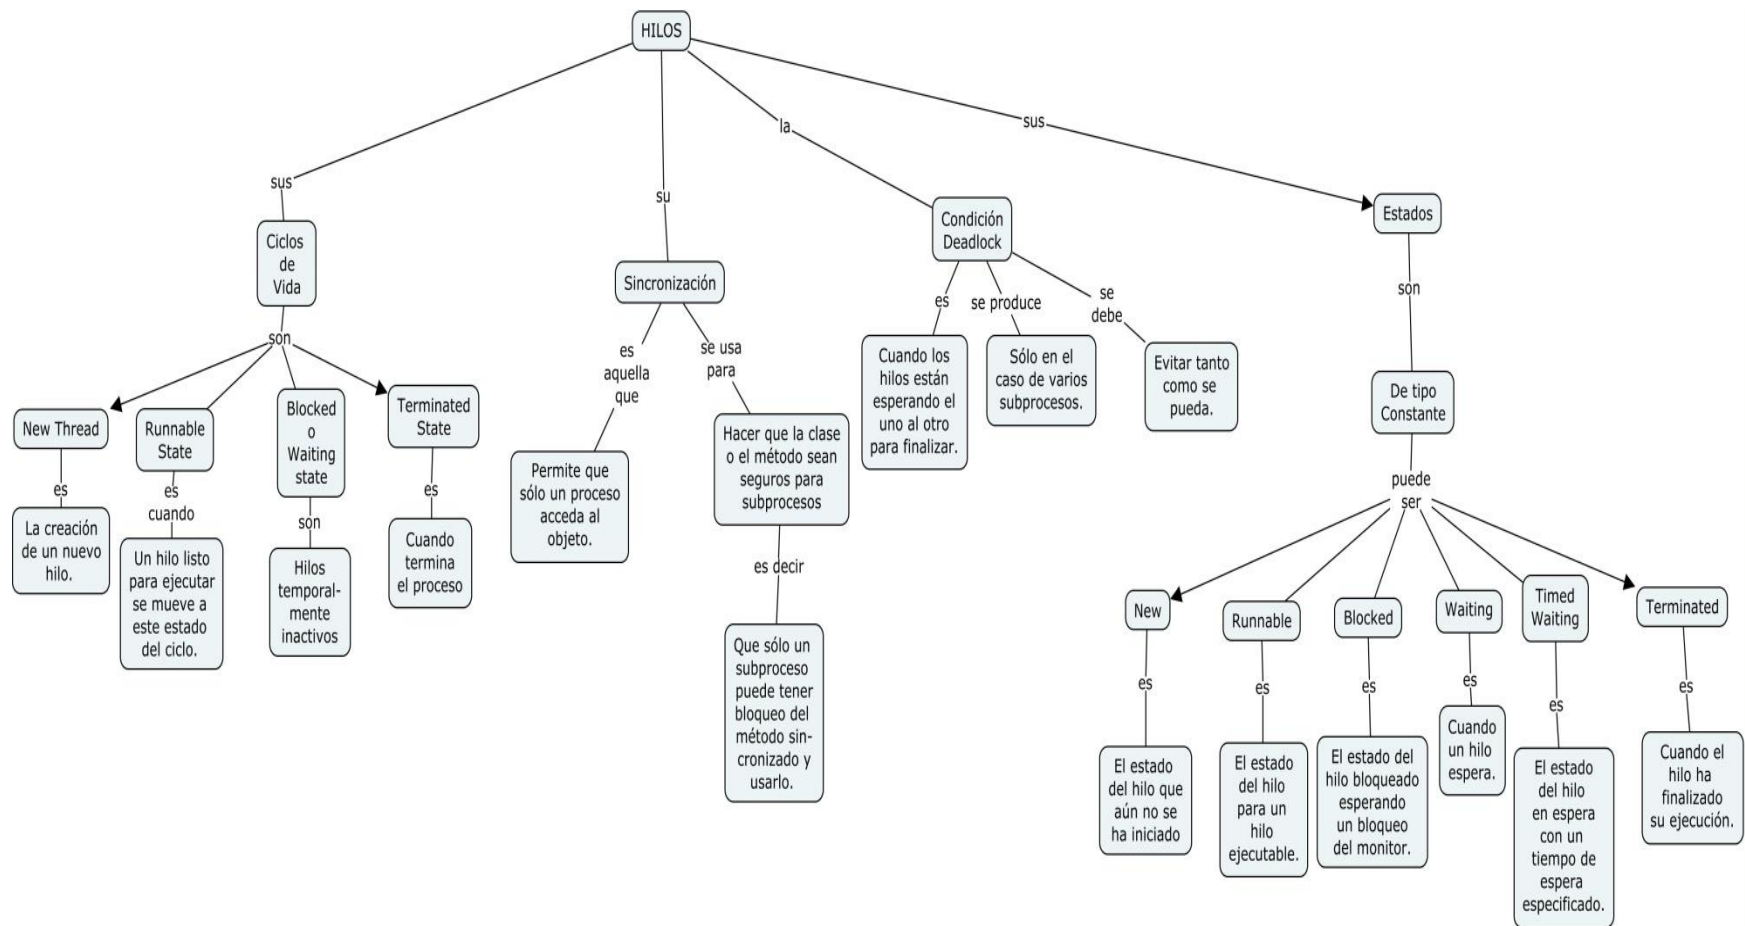 HILOS
sus
la
su
sus
Ciclos
de
Vida
Sincronización
Condición
Deadlock
Estados
son
New Thread
es
La creación
de un nuevo
hilo.
Runnable
State
es
cuando
Un hilo listo
para ejecutar
se mueve a
este estado
del ciclo.
Blocked
o
Waiting
state
son
Hilos
temporal-
mente
inactivos
Terminated
State
es
Cuando
termina
el proceso
es
aquella
que
Permite que
sólo un proceso
acceda al
objeto.
se usa
para
Hacer que la clase
o el método sean
seguros para
subprocesos
es decir
Que sólo un
subproceso
puede tener
bloqueo del
método sin-
cronizado y
usarlo.
es
Cuando los
hilos están
esperando el
uno al otro
para finalizar.
se produce
Sólo en el
caso de varios
subprocesos.
se
debe
Evitar tanto
como se
pueda.
son
De tipo
Constante
puede
ser
New
es
El estado
del hilo que
aún no se
ha iniciado
Runnable
es
El estado
del hilo
para un
hilo
ejecutable.
Blocked
es
El estado del
hilo bloqueado
esperando
un bloqueo
del monitor.
Waiting
es
Cuando
un hilo
espera.
Timed
Waiting
es
El estado
del hilo
en espera
con un
tiempo de
espera
especificado.
Terminated
es
Cuando el
hilo ha
finalizado
su ejecución.